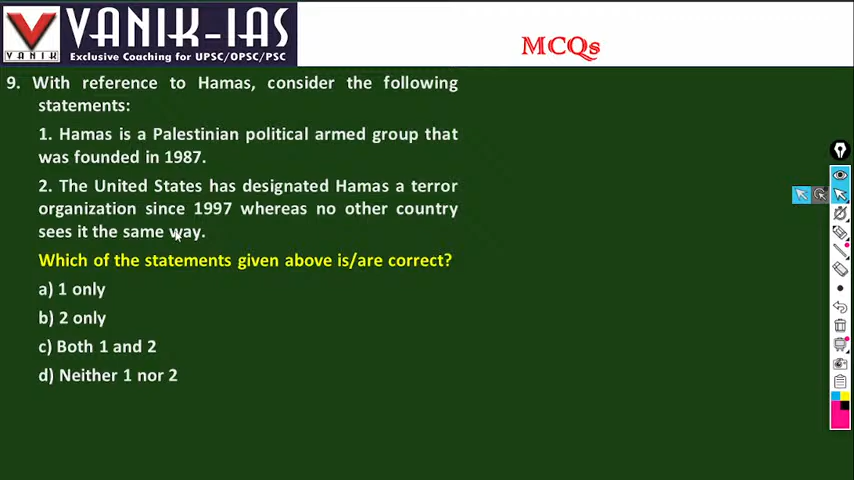 VANIK-IAS
VANIK
Exclusive Coaching for UPSC/OPSC/PSC
MCQs
9. With reference to Hamas, consider the following
statements:
1. Hamas is a Palestinian political armed group that
was founded in 1987.
2. The United States has designated Hamas a terror
organization since 1997 whereas no other country
sees it the same way.
Which of the statements given above is/are correct?
a) 1 only
b) 2 only
c) Both 1 and 2
d) Neither 1 nor 2